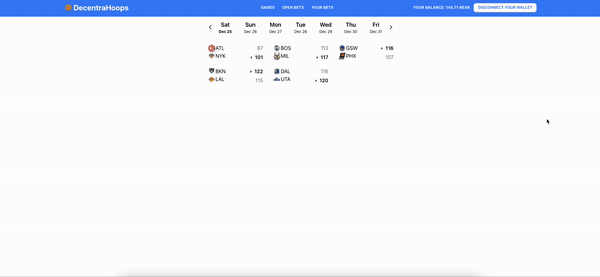 DecentraHoops GAMES OPEN BETS YOUR BETS YOUR BALANCE: 144.71 NEAR DISCONNECT YOUR WALLET
Sat Sun Mon Tue Wed Thu Fri
Dec 25 Dec 26 Dec 27 Dec 28 Dec 29 Dec 30 Dec 31
ATL 87 BOS 113 GSW 116
NYK 101 MIL 117 PHX 107
BKN 122 DAL 116
LAL 115 UTA 120